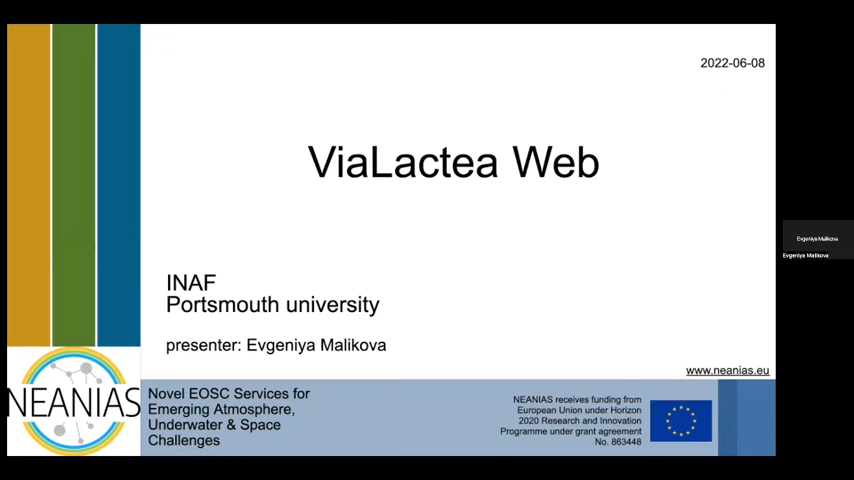 2022-06-08
ViaLactea Web
INAF
Portsmouth university
presenter: Evgeniya Malikova
www.neanias.eu
NEANIAS
Novel EOSC Services for
Emerging Atmosphere,
Underwater & Space
Challenges
NEANIAS receives funding from
European Union under Horizon
2020 Research and Innovation
Programme under grant agreement
No. 863448
Evgeniya Malikova
Evgeniya Malikova